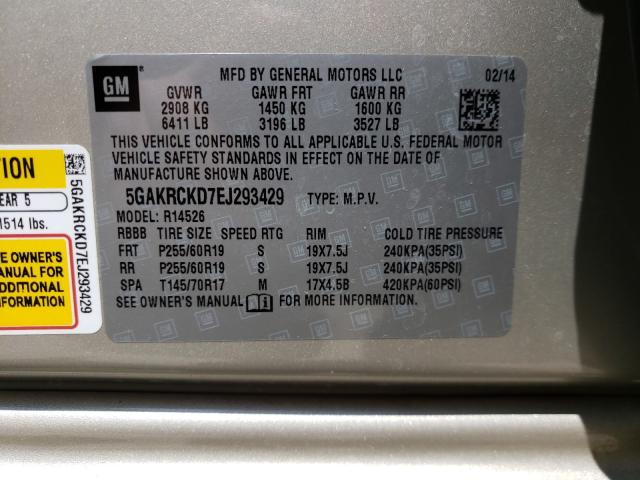 GM
MFD BY GENERAL MOTORS LLC 02/14
GVWR GAWR FRT GAWR RR
2908 KG 1450 KG 1600 KG
6411 LB 3196 LB 3527 LB
THIS VEHICLE CONFORMS TO ALL APPLICABLE U.S. FEDERAL MOTOR
VEHICLE SAFETY STANDARDS IN EFFECT ON THE DATE OF
MANUFACTURE SHOWN ABOVE.
5GAKRCKD7EJ293429 TYPE: M.P.V.
MODEL: R14526
RBBB TIRE SIZE SPEED RTG RIM COLD TIRE PRESSURE
FRT P255/60R19 S 19X7.5J 240KPA(35PSI)
RR P255/60R19 S 19X7.5J 240KPA(35PSI)
SPA T145/70R17 M 17X4.5B 420KPA(60PSI)
SEE OWNER'S MANUAL FOR MORE INFORMATION.
TION
EAR 5
1514 lbs.
E OWNER'S
ANUAL FOR
ADDITIONAL
FORMATION
5GAKRCKD7EJ293429